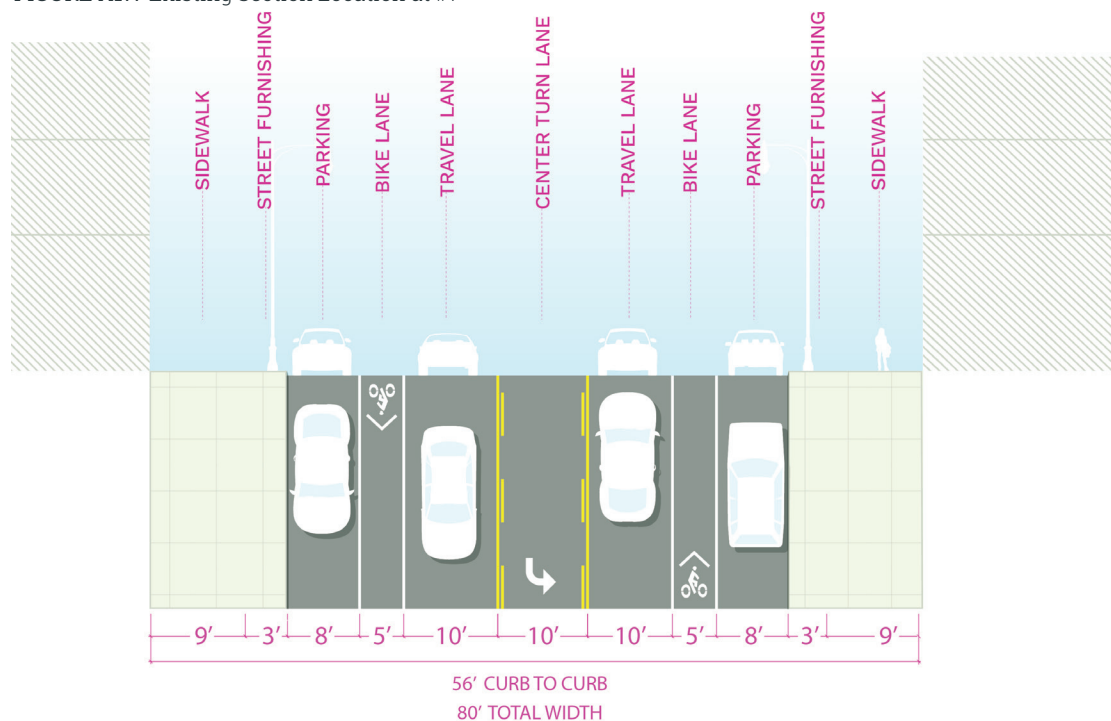 SIDEWALK
STREET FURNISHING
PARKING
BIKE LANE
TRAVEL LANE
CENTER TURN LANE
TRAVEL LANE
BIKE LANE
PARKING
STREET FURNISHING
SIDEWALK
9’ 3’ 8’ 5’ 10’ 10’ 10’ 5’ 8’ 3’ 9’
56’ CURB TO CURB
80’ TOTAL WIDTH